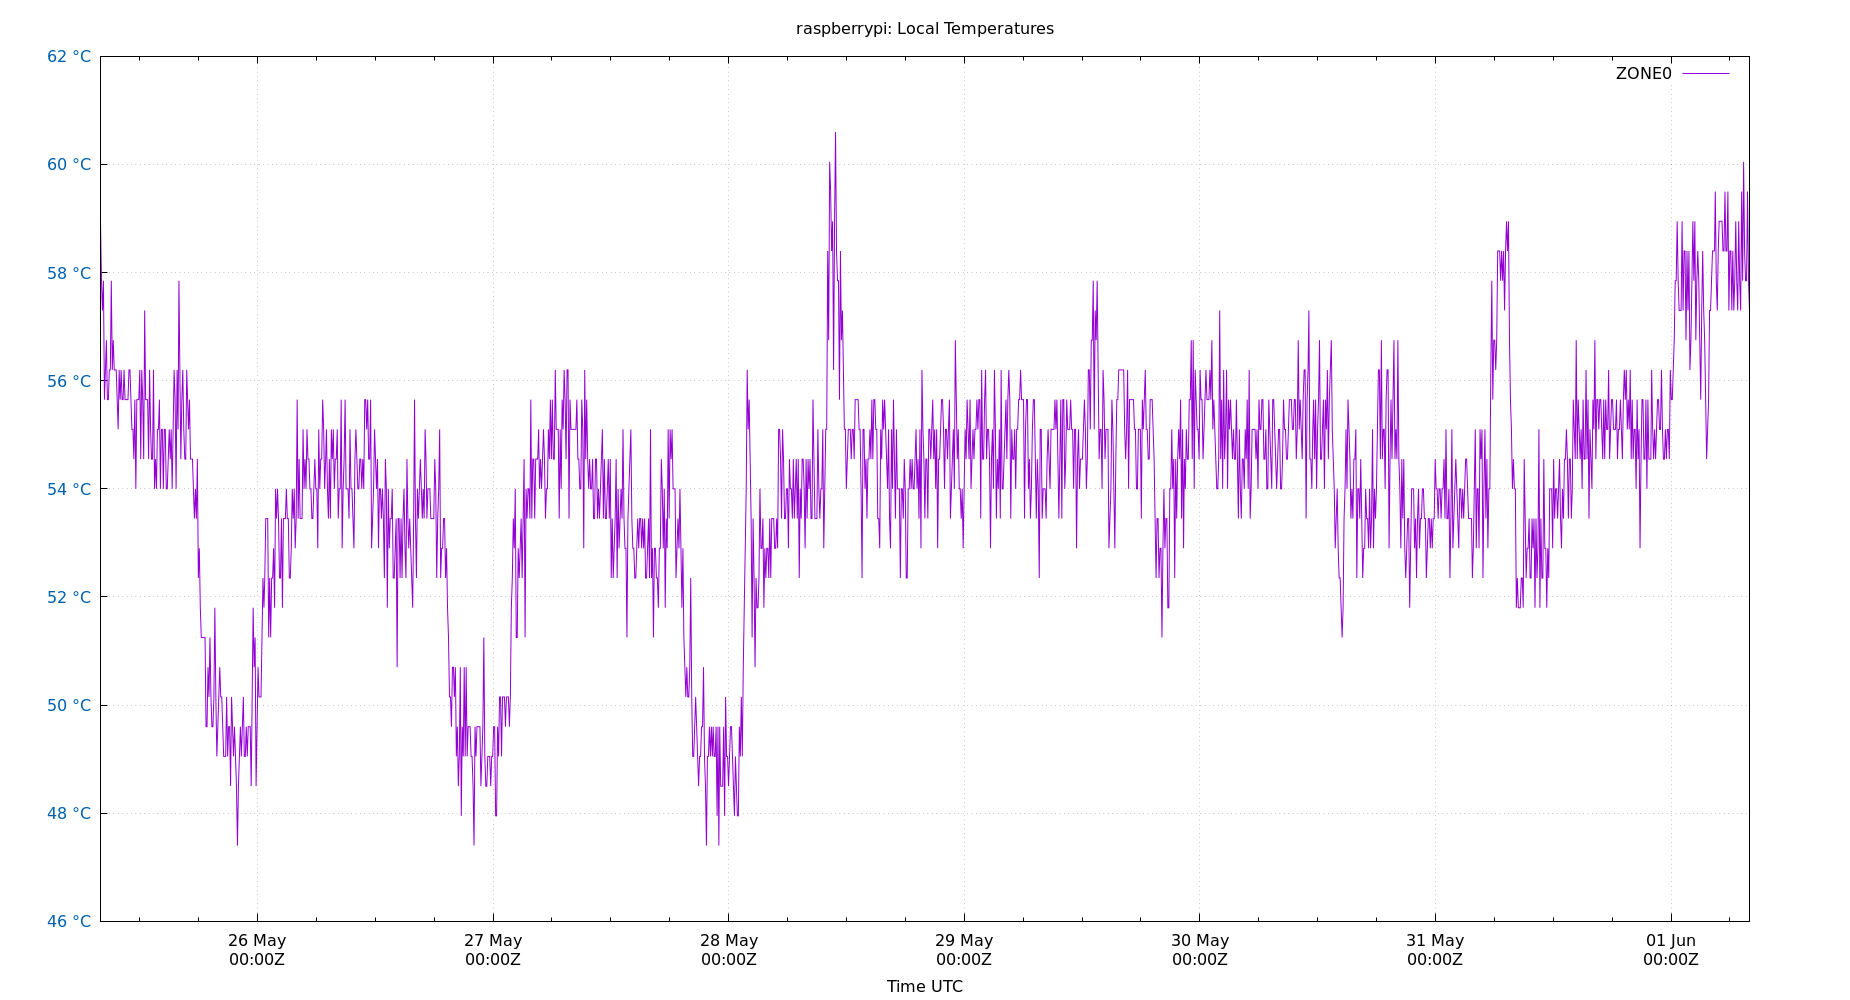 raspberrypi: Local Temperatures
62 °C
ZONE0
60 °C
58 °C
56 °C
54 °C
52 °C
50 °C
48 °C
46 °C
26 May 27 May 28 May 29 May 30 May 31 May 01 Jun
00:00Z 00:00Z 00:00Z 00:00Z 00:00Z 00:00Z 00:00Z
Time UTC